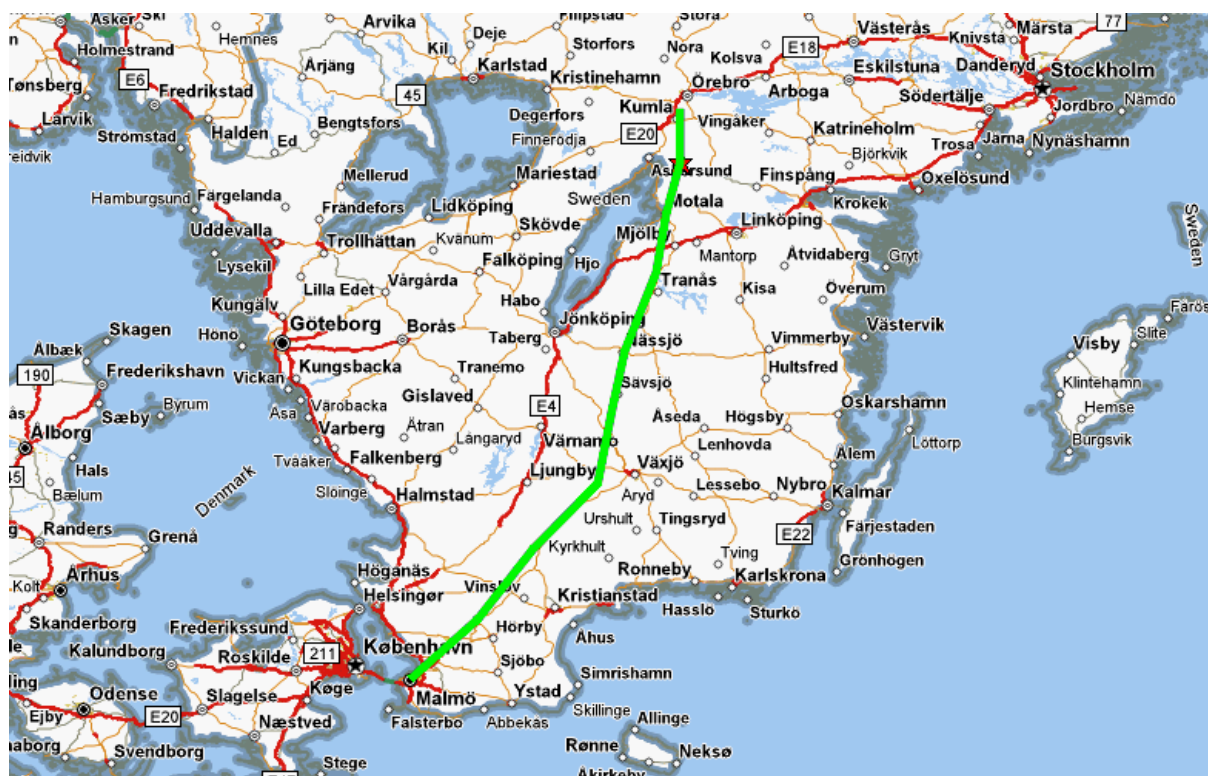 Asker
Ski
Arvika
Deje
Filipstad
Stora
77
Märsta
Holmestrand
Hemnes
Kil
Storfors
Nora
Kolsva
E18
Västerås
Knivsta
Danderyd
Stockholm
E6
Årjäng
Karlstad
Kristinehamn
Örebro
Eskilstuna
Tønsberg
Fredrikstad
45
Degerfors
Kumla
Arboga
Södertälje
Jordbro
Nämdö
Larvik
Halden
Bengtsfors
Finnerödja
E20
Vingåker
Katrineholm
Järna
Nynäshamn
Strömstad
Ed
Björkvik
Trosa
Mellerud
Mariestad
Sweden
Finspång
Oxelösund
Hamburgsund
Färgelanda
Frändefors
Lidköping
Motala
Krokek
Uddevalla
Trollhättan
Kvänum
Skövde
Mjölby
Linköping
Sweden
Lysekil
Falköping
Hjo
Mantorp
Åtvidaberg
Gryt
Lilla Edet
Vårgårda
Tranås
Kisa
Överum
Kungälv
Habo
Fårös
Skagen
Hönö
Göteborg
Borås
Jönköping
Västervik
Slite
Ålbæk
Taberg
Nässjö
Vimmerby
Visby
190
Frederikshavn
Kungsbacka
Tranemo
Hultsfred
Vickan
Sävsjö
Klintehamn
Sæby
Byrum
Åsa
Värobacka
Gislaved
E4
Åseda
Högsby
Oskarshamn
Hemse
Ålborg
Varberg
Ätran
Långaryd
Värnamo
Lenhovda
Löttorp
Burgsvik
Hals
Tvååker
Falkenberg
Ljungby
Växjö
Ålem
45
Bælum
Denmark
Slöinge
Halmstad
Aryd
Lessebo
Nybro
Kalmar
Randers
Grenå
Urshult
Tingsryd
E22
Färjestaden
Kyrkhult
Tving
Grönhögen
Århus
Höganäs
Ronneby
Karlskrona
Kolt
Helsingør
Vinslöv
Kristianstad
Hasslö
Sturkö
Skanderborg
Frederikssund
Hörby
Åhus
Kalundborg
Roskilde
211
København
Sjöbo
Simrishamn
Odense
Slagelse
Køge
Malmö
Ystad
Skillinge
Ejby
E20
Næstved
Falsterbo
Abbekås
Allinge
Svendborg
Rønne
Neksø
Stege
Åkirkeby